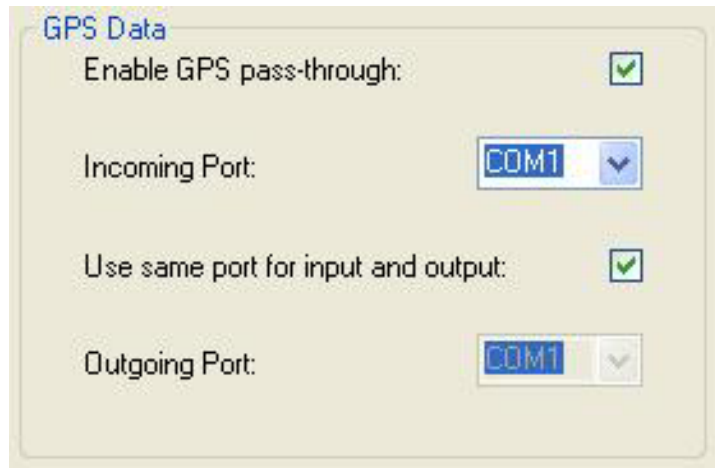 GPS Data
Enable GPS pass-through:
Incoming Port: COM1
Use same port for input and output:
Outgoing Port: COM1